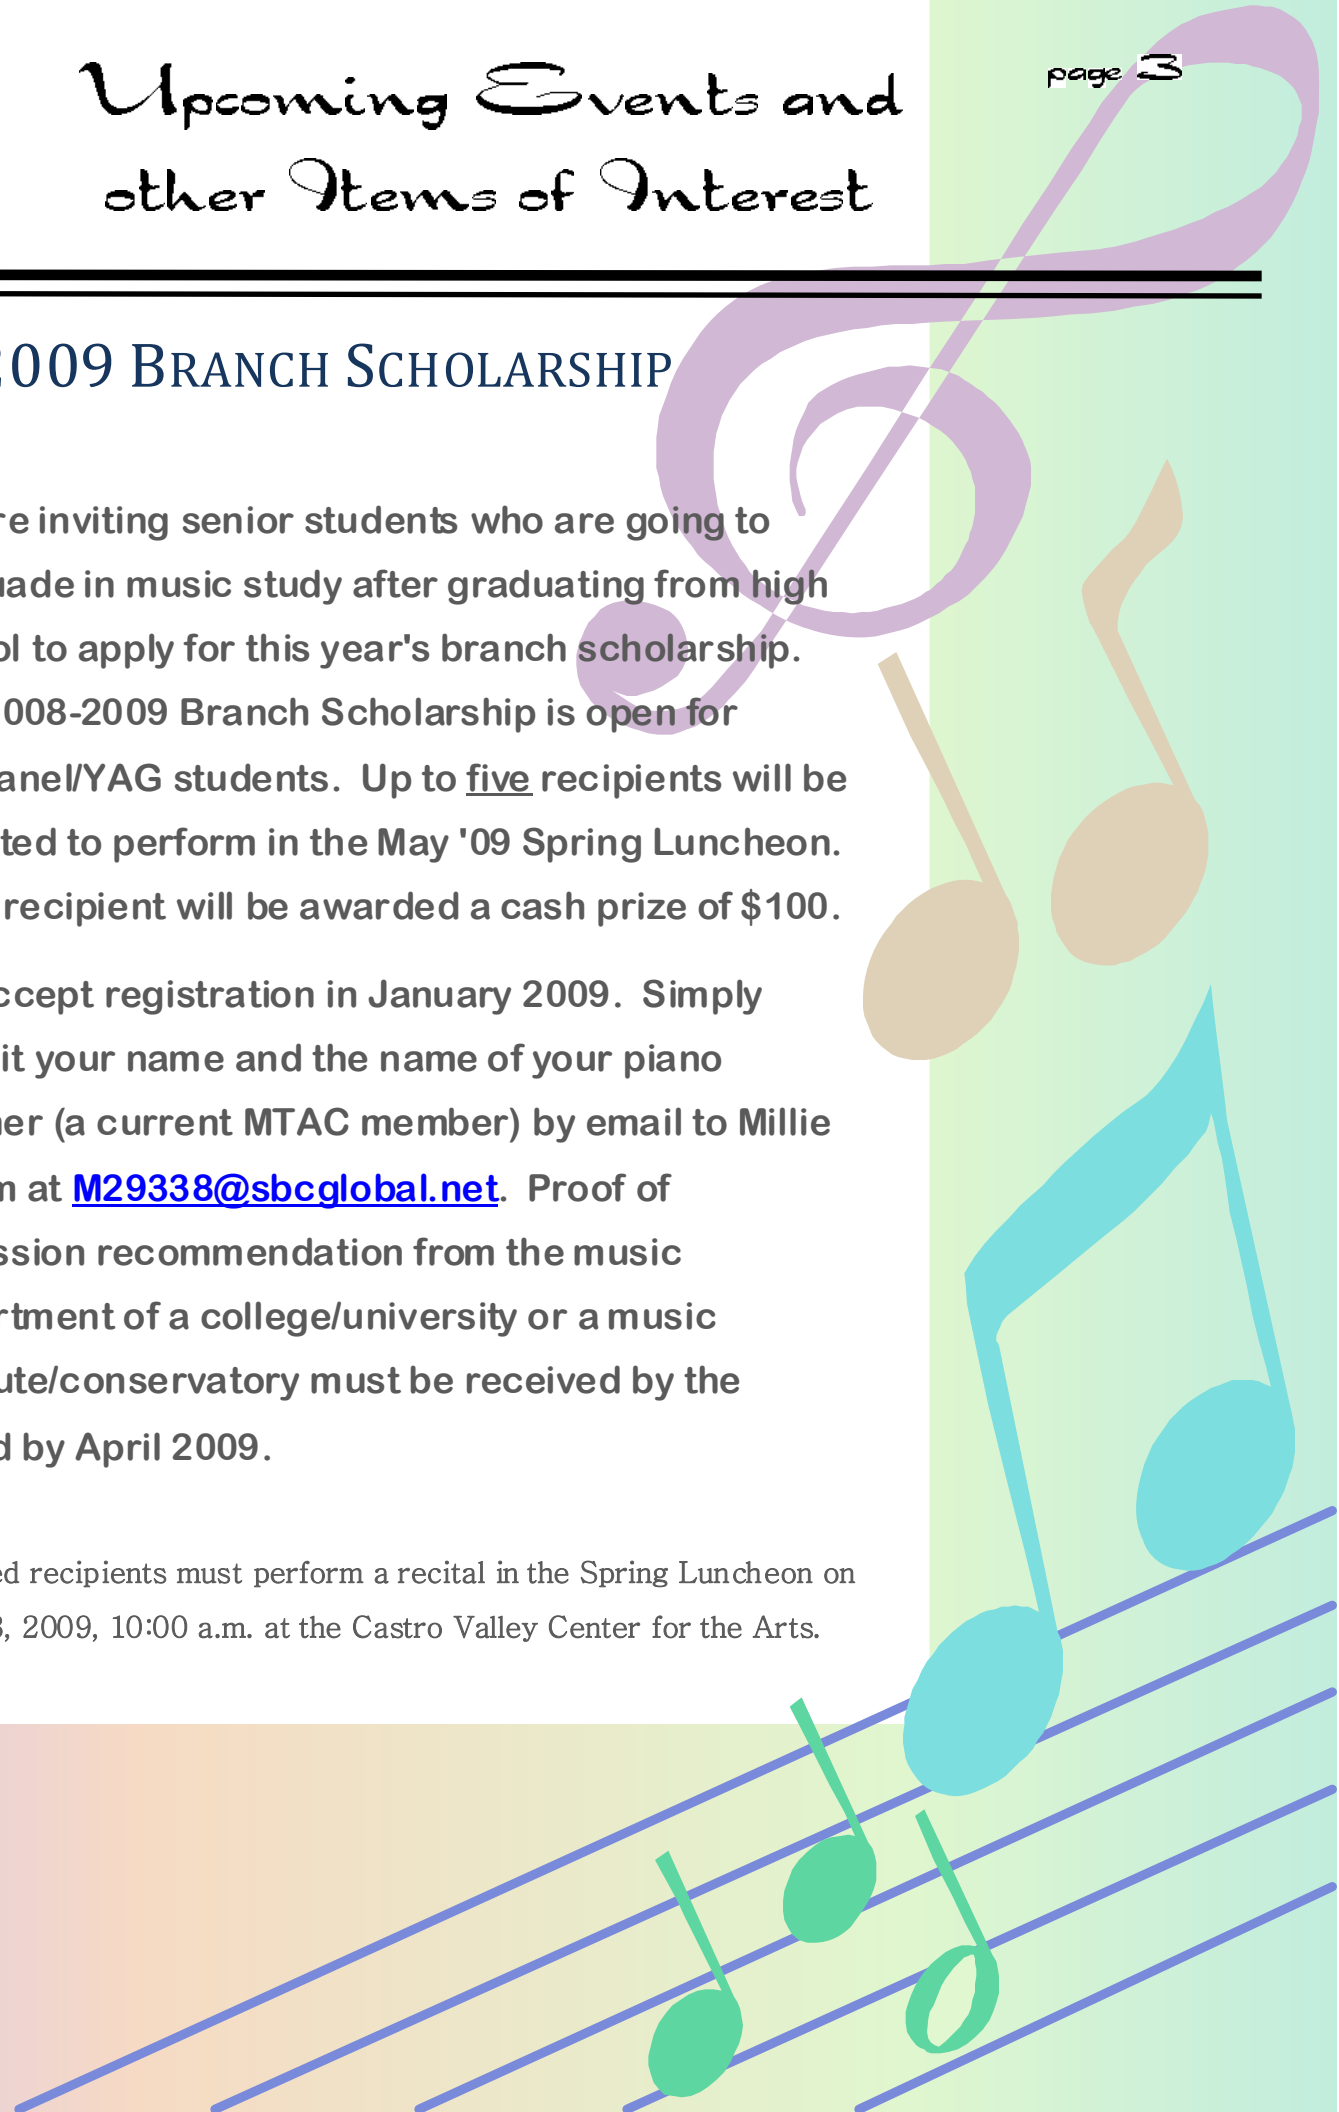 Upcoming Events and
other Items of Interest
page 3
2009 BRANCH SCHOLARSHIP
re inviting senior students who are going to
uade in music study after graduating from high
ol to apply for this year's branch scholarship.
008-2009 Branch Scholarship is open for
anel/YAG students. Up to five recipients will be
ted to perform in the May '09 Spring Luncheon.
recipient will be awarded a cash prize of $100.
ccept registration in January 2009. Simply
it your name and the name of your piano
her (a current MTAC member) by email to Millie
m at M29338@sbcglobal.net. Proof of
ssion recommendation from the music
rtment of a college/university or a music
ute/conservatory must be received by the
d by April 2009.
ed recipients must perform a recital in the Spring Luncheon on
3, 2009, 10:00 a.m. at the Castro Valley Center for the Arts.